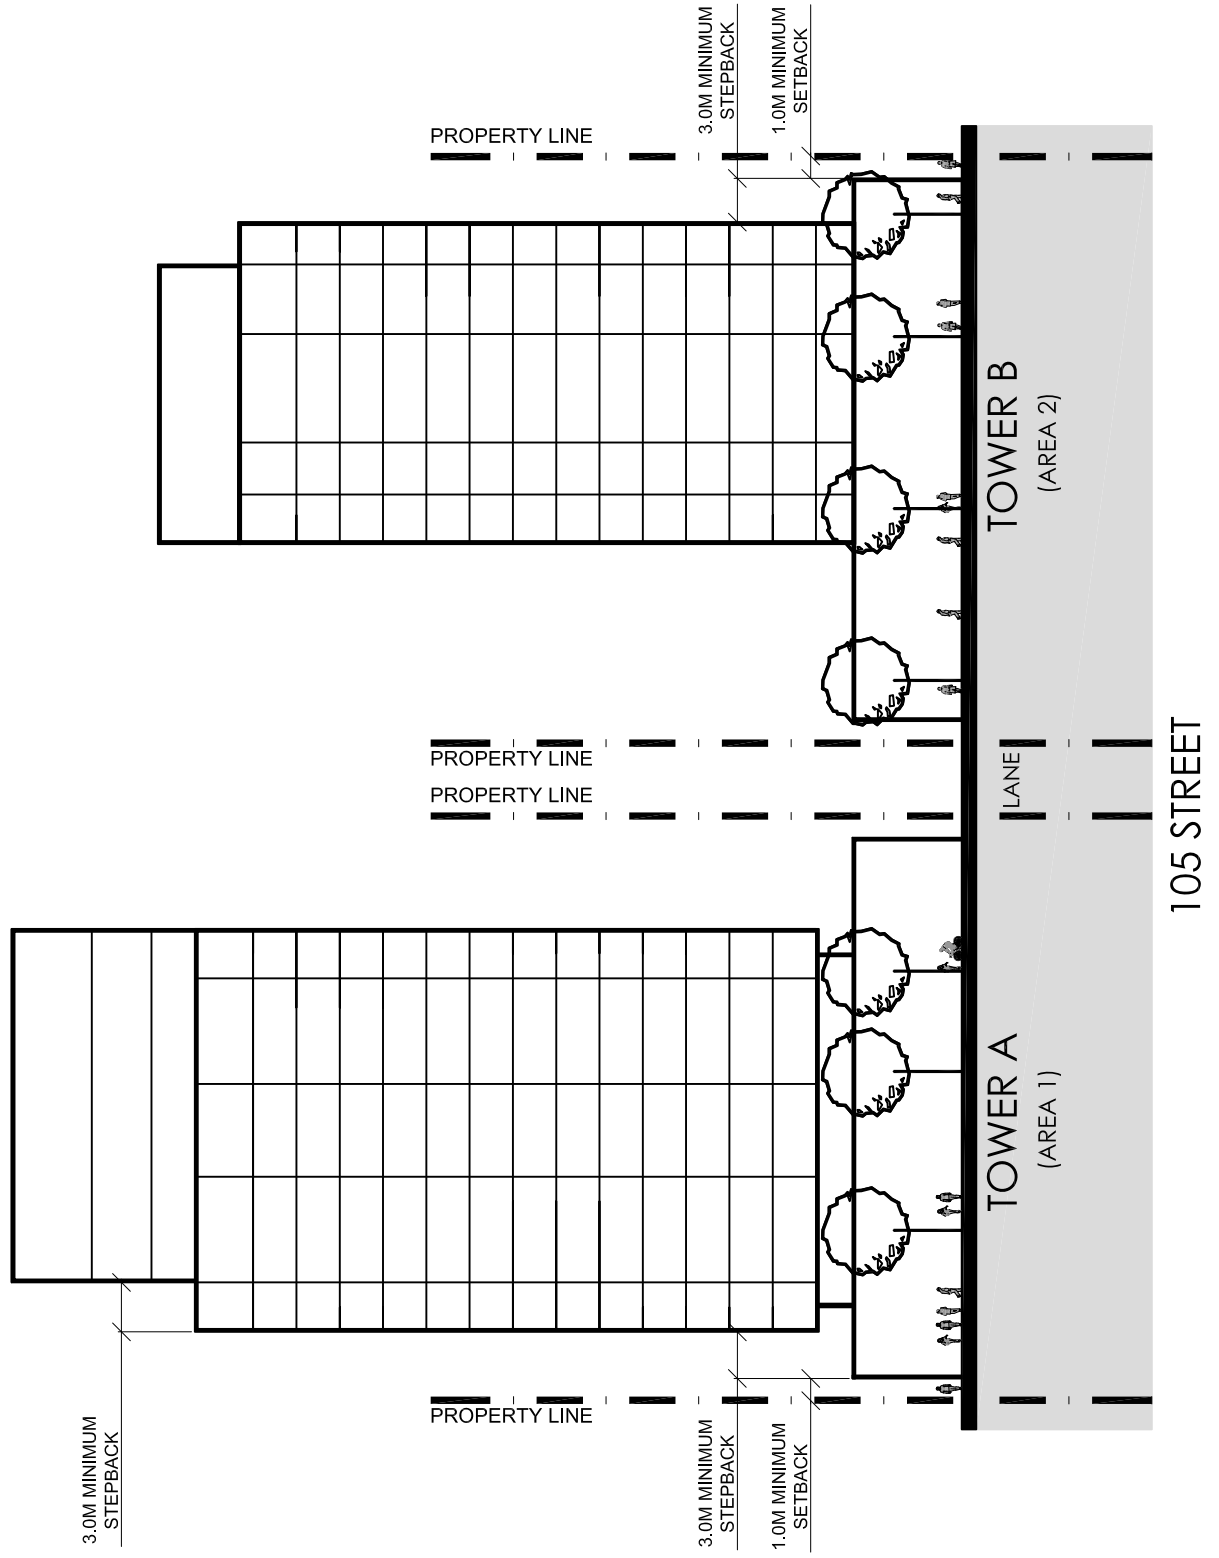 3.0M MINIMUM
STEPBACK
3.0M MINIMUM
STEPBACK
1.0M MINIMUM
SETBACK
PROPERTY LINE
PROPERTY LINE
PROPERTY LINE
PROPERTY LINE
3.0M MINIMUM
STEPBACK
1.0M MINIMUM
SETBACK
TOWER A
(AREA 1)
LANE
TOWER B
(AREA 2)
105 STREET